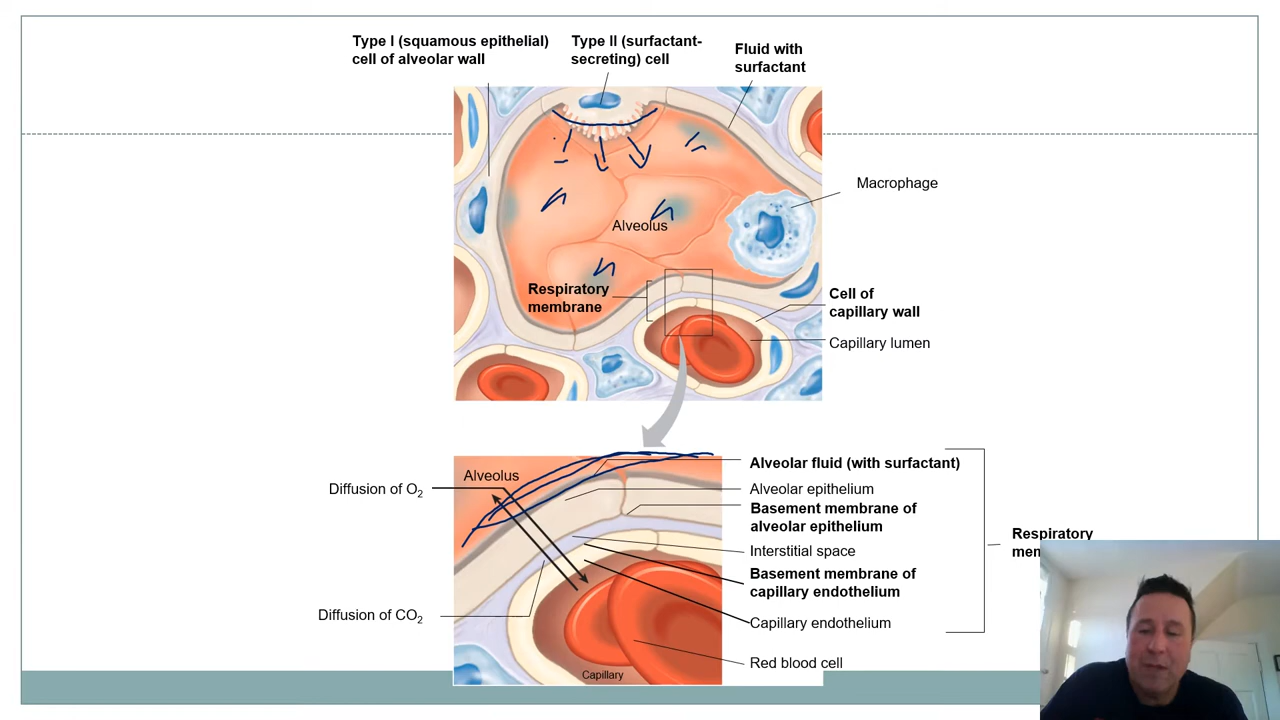 Type I (squamous epithelial)
cell of alveolar wall
Type II (surfactant-
secreting) cell
Fluid with
surfactant
Macrophage
Alveolus
Respiratory
membrane
Cell of
capillary wall
Capillary lumen
Alveolus
Diffusion of O₂
Diffusion of CO₂
Alveolar fluid (with surfactant)
Alveolar epithelium
Basement membrane of
alveolar epithelium
Interstitial space
Basement membrane of
capillary endothelium
Capillary endothelium
Red blood cell
Capillary
Respiratory